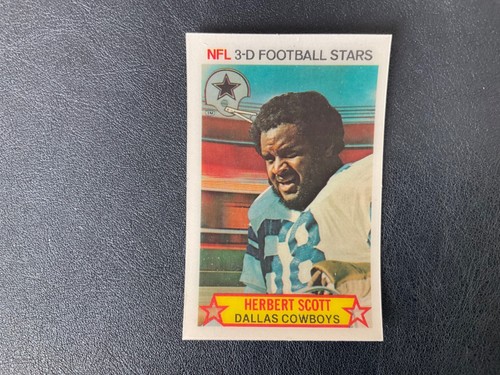 NFL 3-D FOOTBALL STARS
HERBERT SCOTT
DALLAS COWBOYS